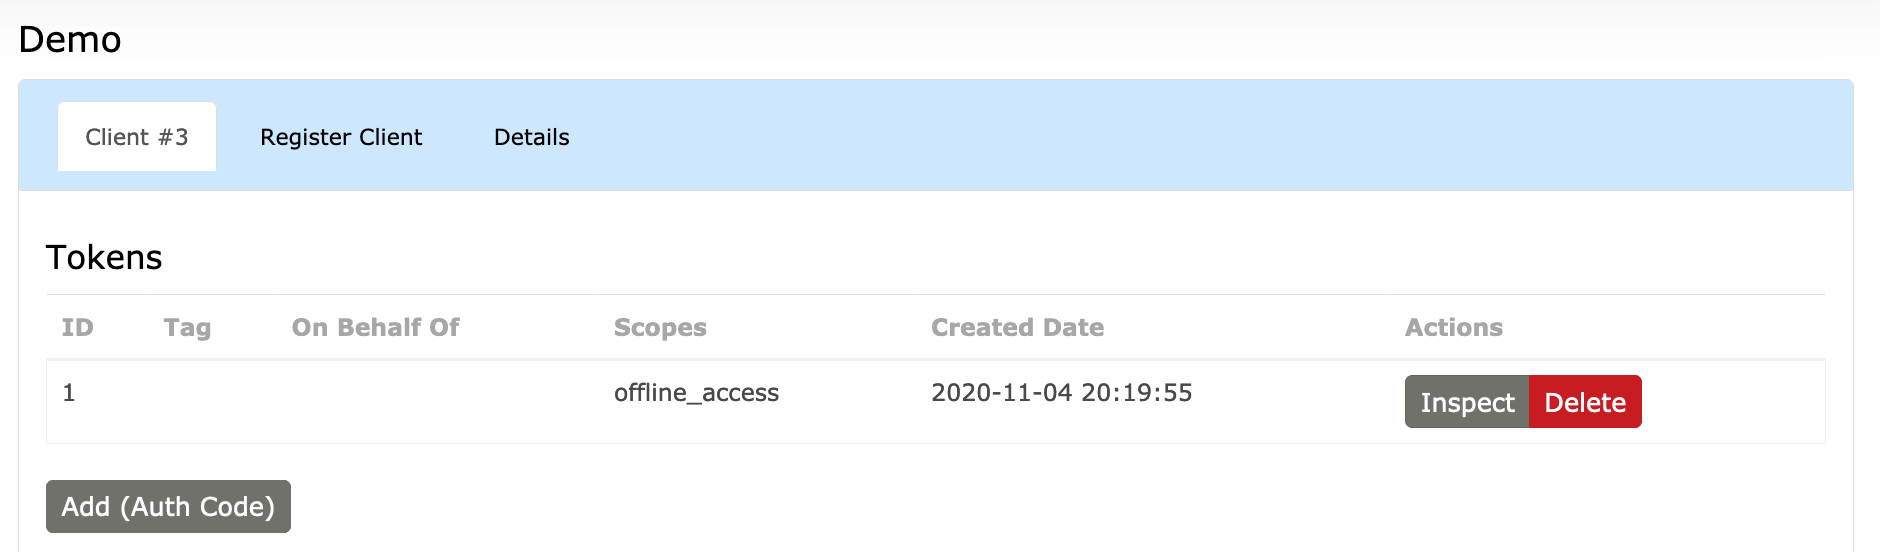 Demo
Client #3 Register Client Details
Tokens
ID Tag On Behalf Of Scopes Created Date Actions
1 offline_access 2020-11-04 20:19:55 Inspect Delete
Add (Auth Code)